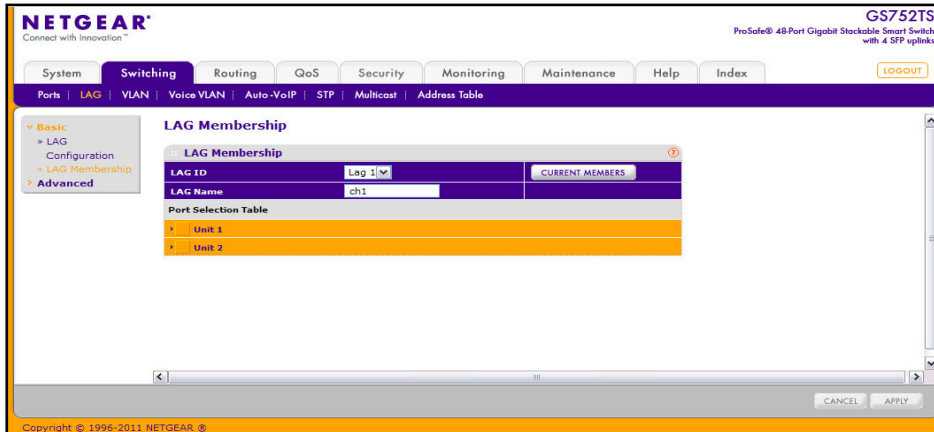 NETGEAR®
Connect with Innovation™
GS752TS
ProSafe® 48-Port Gigabit Stackable Smart Switch
with 4 SFP uplinks
System Switching Routing QoS Security Monitoring Maintenance Help Index LOGOUT
Ports | LAG | VLAN | Voice VLAN | Auto-VoIP | STP | Multicast | Address Table
Basic
» LAG
Configuration
» LAG Membership
Advanced
LAG Membership
LAG Membership ?
LAG ID Lag 1 CURRENT MEMBERS
LAG Name ch1
Port Selection Table
Unit 1
Unit 2
CANCEL APPLY
Copyright © 1996-2011 NETGEAR ®